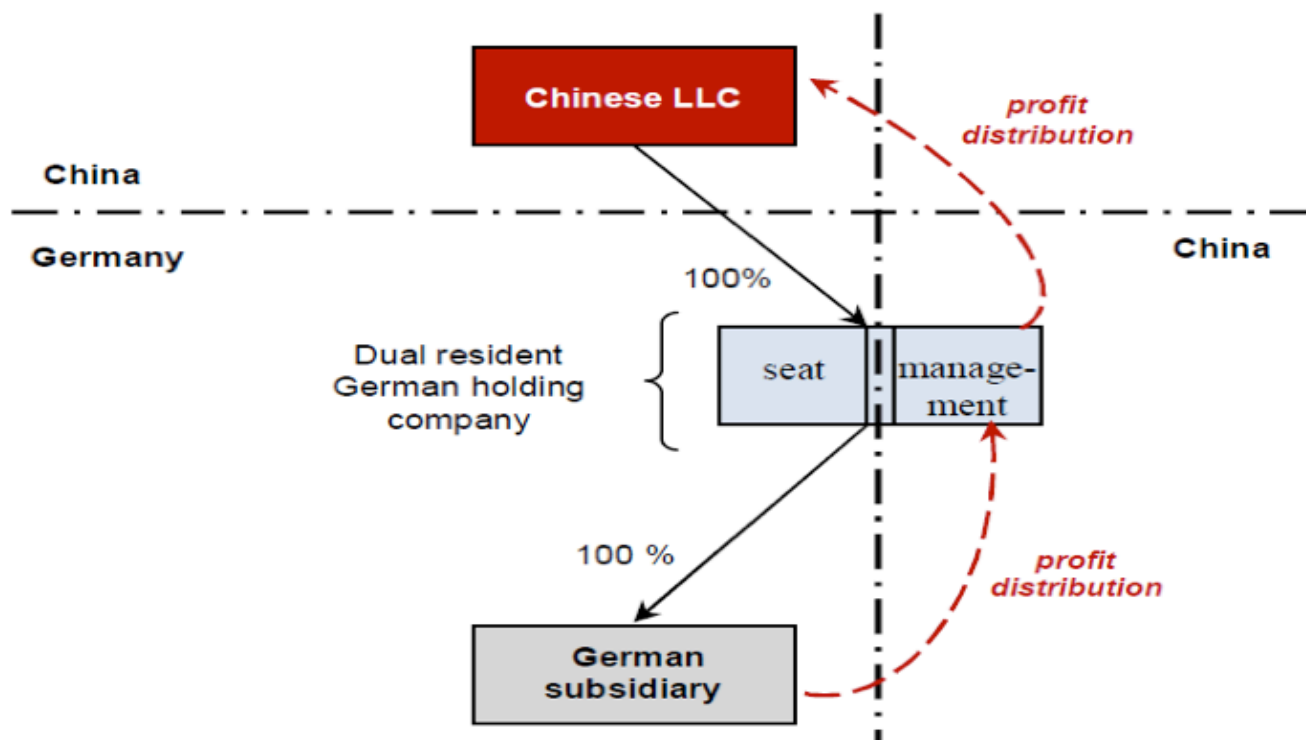 Chinese LLC
profit
distribution
China
Germany
China
100%
Dual resident
German holding
company
seat
manage-
ment
100 %
profit
distribution
German
subsidiary